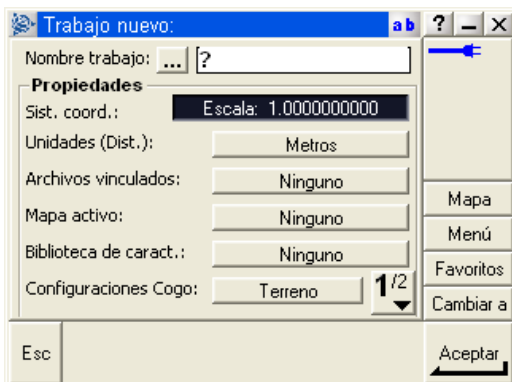 Trabajo nuevo: ab ? – X
Nombre trabajo: ... ?
Propiedades
Sist. coord.: Escala: 1.0000000000
Unidades (Dist.): Metros
Archivos vinculados: Ninguno
Mapa activo: Ninguno
Biblioteca de caract.: Ninguno
Configuraciones Cogo: Terreno 1/2
Mapa
Menú
Favoritos
Cambiar a
Esc Aceptar